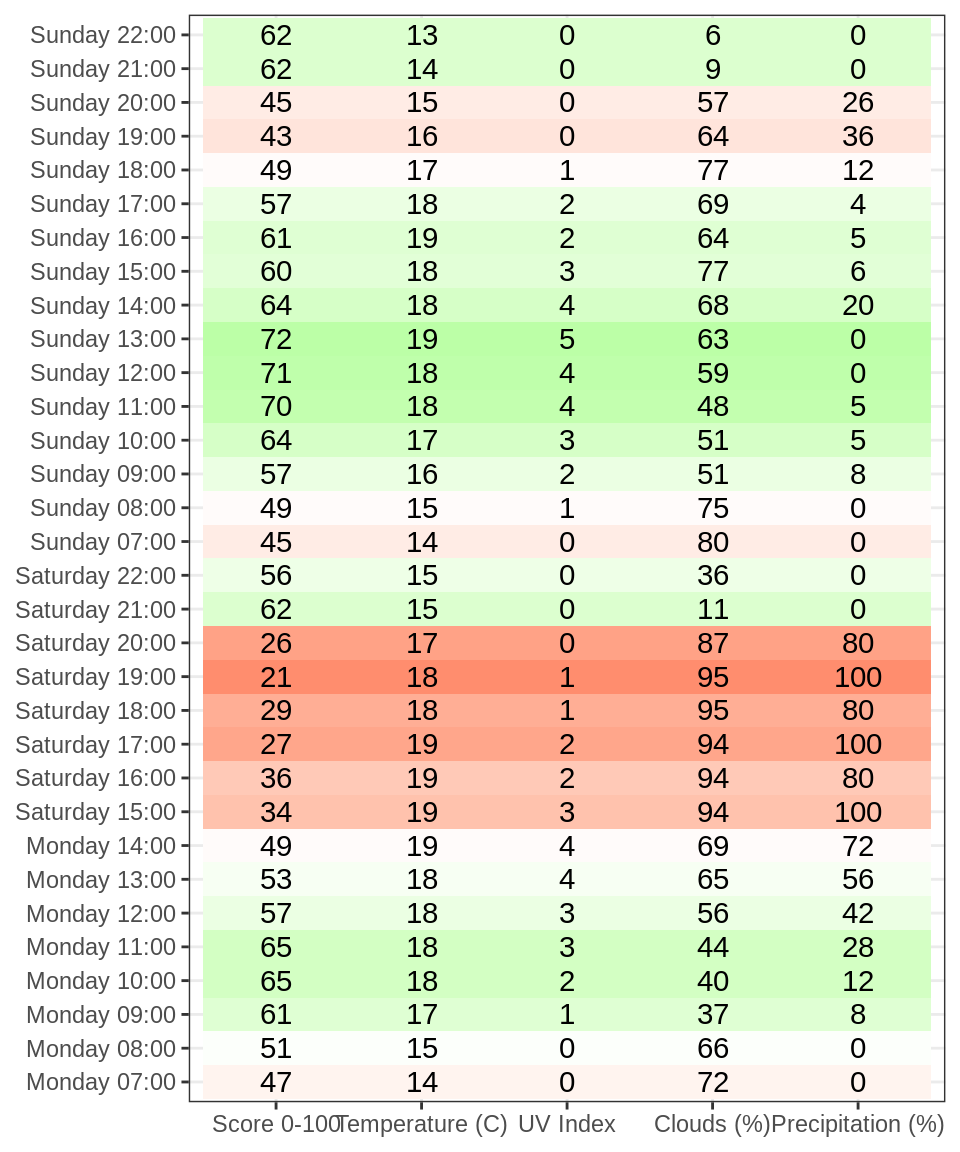 Sunday 22:00 62 13 0 6 0
Sunday 21:00 62 14 0 9 0
Sunday 20:00 45 15 0 57 26
Sunday 19:00 43 16 0 64 36
Sunday 18:00 49 17 1 77 12
Sunday 17:00 57 18 2 69 4
Sunday 16:00 61 19 2 64 5
Sunday 15:00 60 18 3 77 6
Sunday 14:00 64 18 4 68 20
Sunday 13:00 72 19 5 63 0
Sunday 12:00 71 18 4 59 0
Sunday 11:00 70 18 4 48 5
Sunday 10:00 64 17 3 51 5
Sunday 09:00 57 16 2 51 8
Sunday 08:00 49 15 1 75 0
Sunday 07:00 45 14 0 80 0
Saturday 22:00 56 15 0 36 0
Saturday 21:00 62 15 0 11 0
Saturday 20:00 26 17 0 87 80
Saturday 19:00 21 18 1 95 100
Saturday 18:00 29 18 1 95 80
Saturday 17:00 27 19 2 94 100
Saturday 16:00 36 19 2 94 80
Saturday 15:00 34 19 3 94 100
Monday 14:00 49 19 4 69 72
Monday 13:00 53 18 4 65 56
Monday 12:00 57 18 3 56 42
Monday 11:00 65 18 3 44 28
Monday 10:00 65 18 2 40 12
Monday 09:00 61 17 1 37 8
Monday 08:00 51 15 0 66 0
Monday 07:00 47 14 0 72 0
Score 0-100 Temperature (C) UV Index Clouds (%) Precipitation (%)